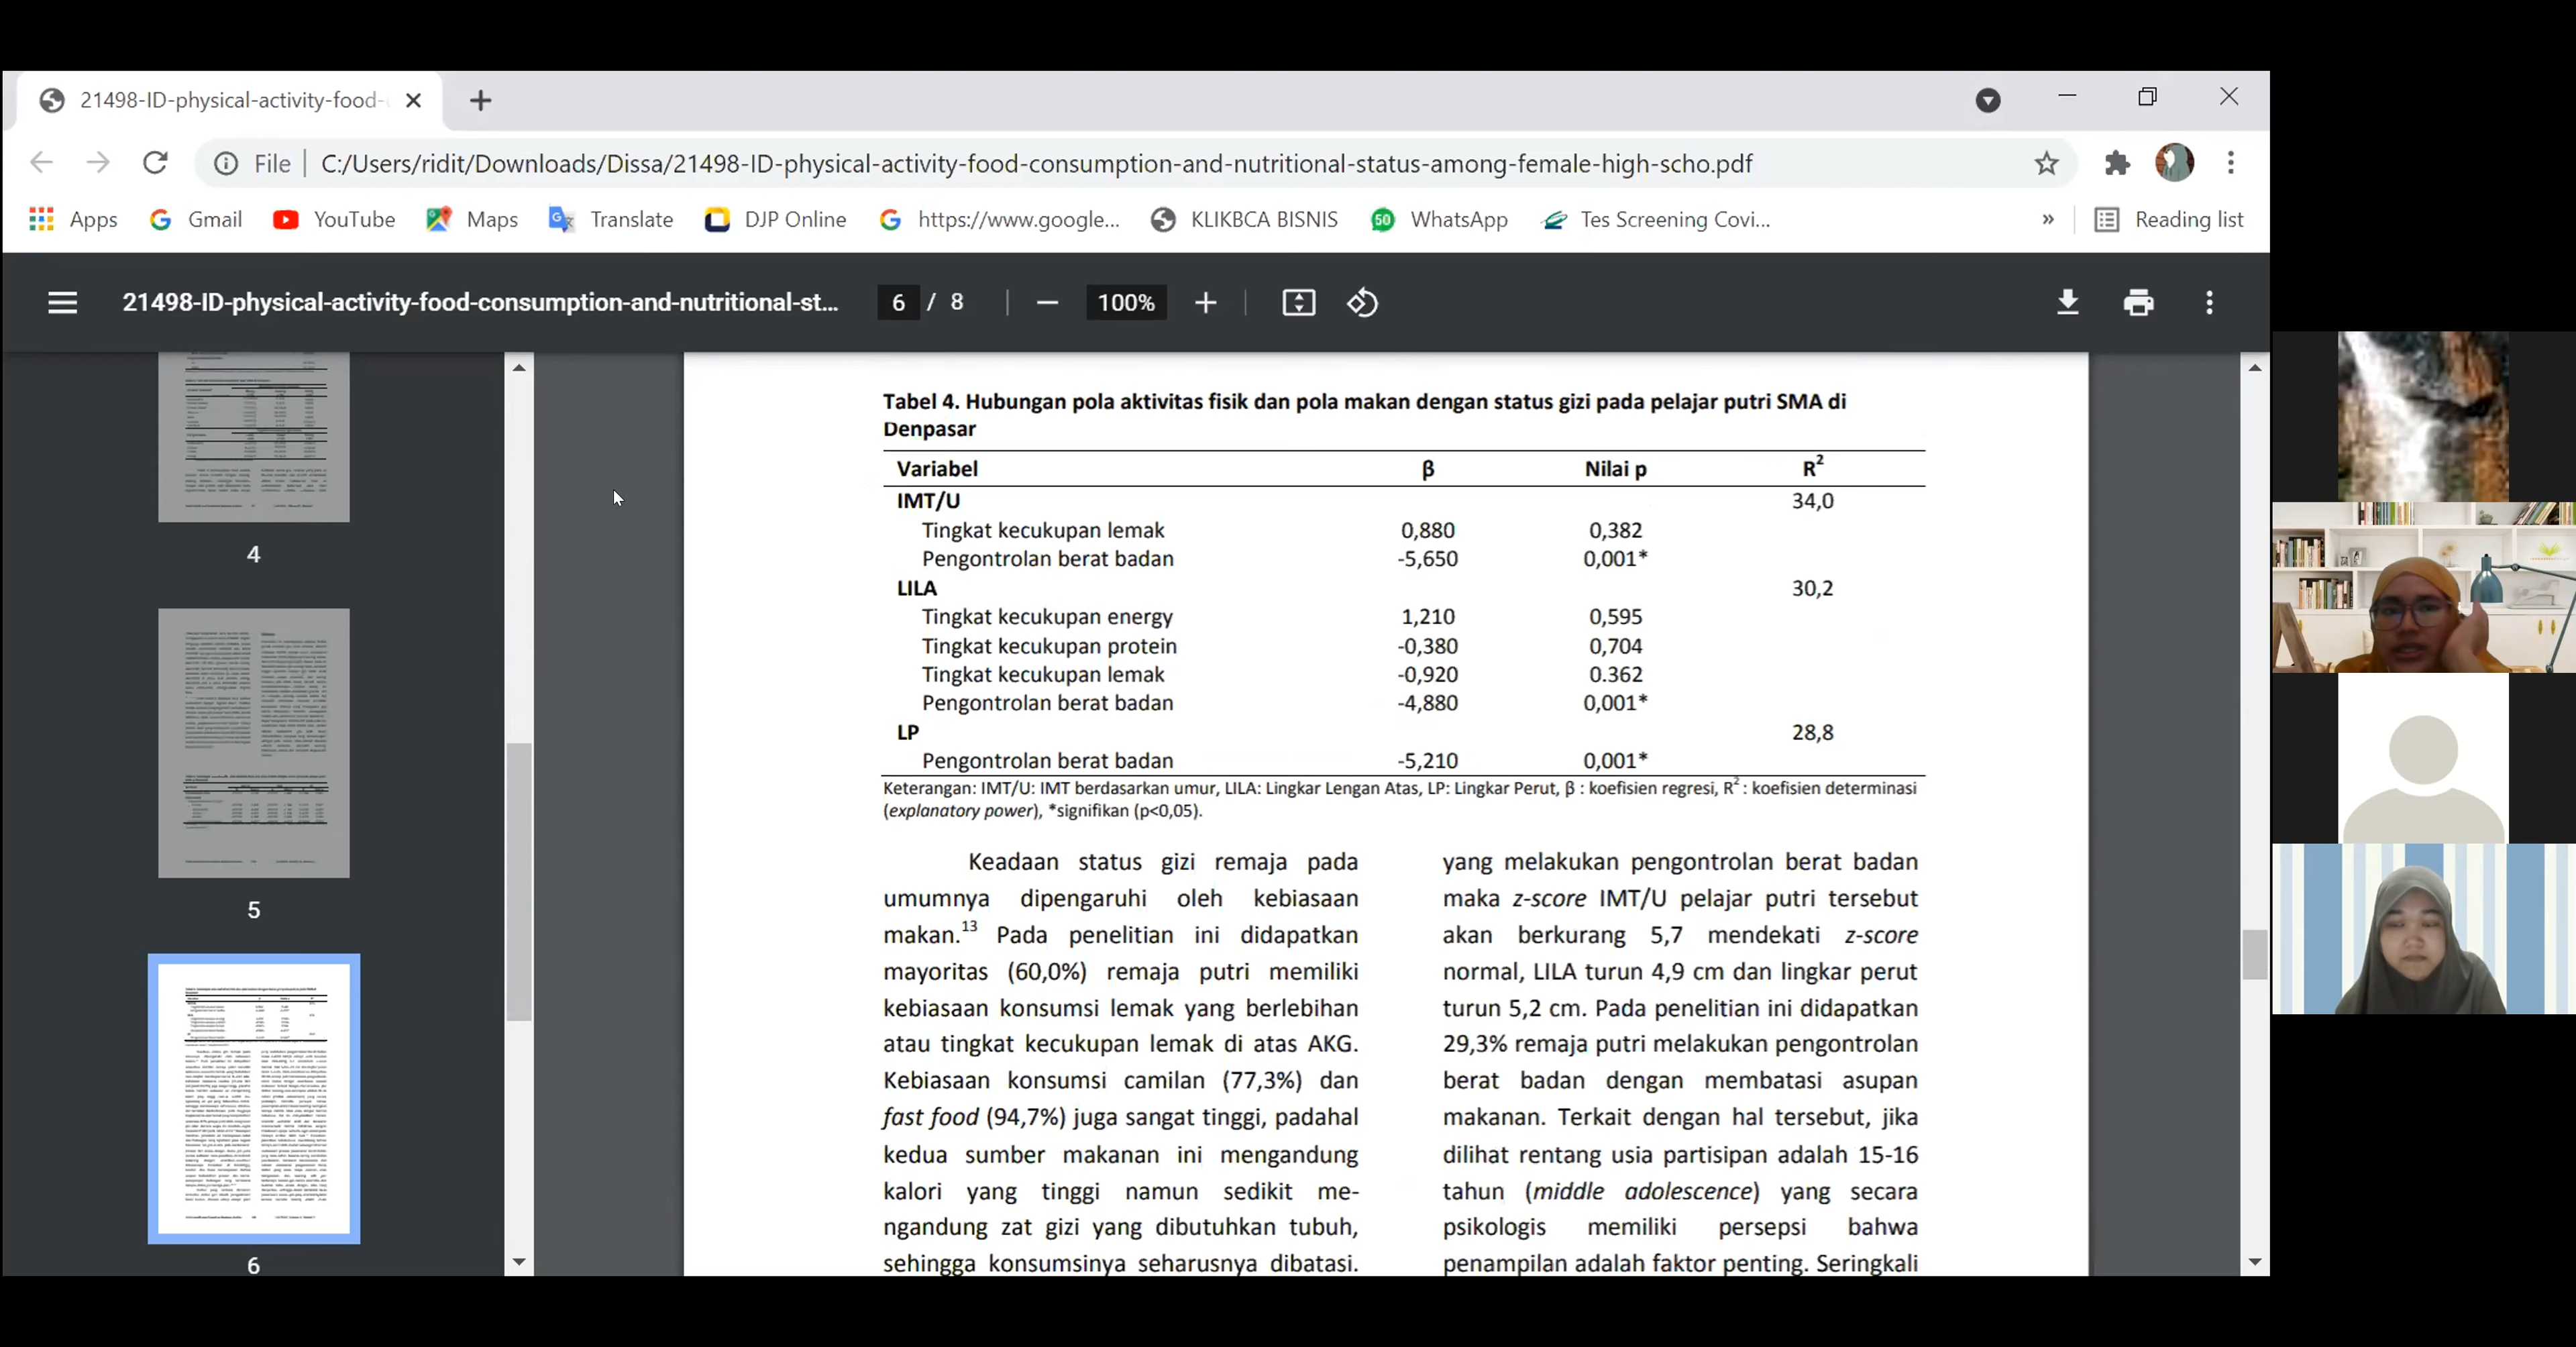 21498-ID-physical-activity-food-
File
C:/Users/ridit/Downloads/Dissa/21498-ID-physical-activity-food-consumption-and-nutritional-status-among-female-high-scho.pdf
Apps Gmail YouTube Maps Translate DJP Online https://www.google... KLIKBCA BISNIS 50 WhatsApp Tes Screening Covi... » Reading list
21498-ID-physical-activity-food-consumption-and-nutritional-st... 6 / 8 100%
4
5
6
Tabel 4. Hubungan pola aktivitas fisik dan pola makan dengan status gizi pada pelajar putri SMA di
Denpasar
Variabel β Nilai p R²
IMT/U 34,0
Tingkat kecukupan lemak 0,880 0,382
Pengontrolan berat badan -5,650 0,001*
LILA 30,2
Tingkat kecukupan energy 1,210 0,595
Tingkat kecukupan protein -0,380 0,704
Tingkat kecukupan lemak -0,920 0.362
Pengontrolan berat badan -4,880 0,001*
LP 28,8
Pengontrolan berat badan -5,210 0,001*
Keterangan: IMT/U: IMT berdasarkan umur, LILA: Lingkar Lengan Atas, LP: Lingkar Perut, β : koefisien regresi, R² : koefisien determinasi
(explanatory power), *signifikan (p<0,05).
Keadaan status gizi remaja pada
umumnya dipengaruhi oleh kebiasaan
makan.¹³ Pada penelitian ini didapatkan
mayoritas (60,0%) remaja putri memiliki
kebiasaan konsumsi lemak yang berlebihan
atau tingkat kecukupan lemak di atas AKG.
Kebiasaan konsumsi camilan (77,3%) dan
fast food (94,7%) juga sangat tinggi, padahal
kedua sumber makanan ini mengandung
kalori yang tinggi namun sedikit me-
ngandung zat gizi yang dibutuhkan tubuh,
sehingga konsumsinya seharusnya dibatasi.
yang melakukan pengontrolan berat badan
maka z-score IMT/U pelajar putri tersebut
akan berkurang 5,7 mendekati z-score
normal, LILA turun 4,9 cm dan lingkar perut
turun 5,2 cm. Pada penelitian ini didapatkan
29,3% remaja putri melakukan pengontrolan
berat badan dengan membatasi asupan
makanan. Terkait dengan hal tersebut, jika
dilihat rentang usia partisipan adalah 15-16
tahun (middle adolescence) yang secara
psikologis memiliki persepsi bahwa
penampilan adalah faktor penting. Seringkali